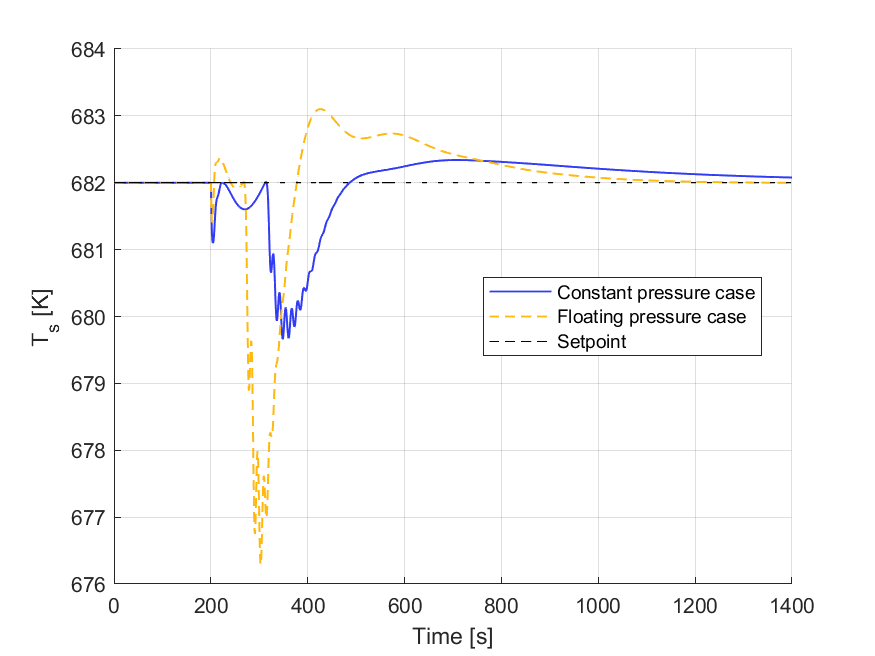 684
683
682
681
680
679
678
677
676
T_s [K]
0 200 400 600 800 1000 1200 1400
Time [s]
Constant pressure case
Floating pressure case
Setpoint